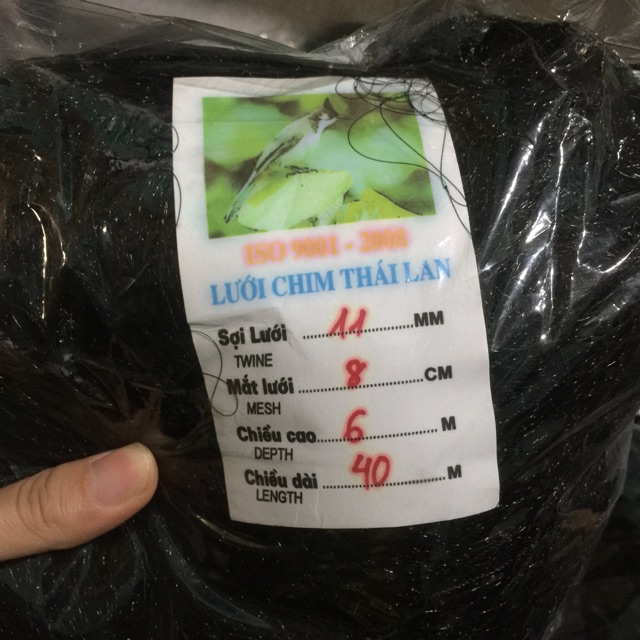 ISO 9001 - 2008
LƯỚI CHIM THÁI LAN
Sợi Lưới ...11...MM
TWINE
Mắt lưới ...8...CM
MESH
Chiều cao...6...M
DEPTH
Chiều dài ...40...M
LENGTH